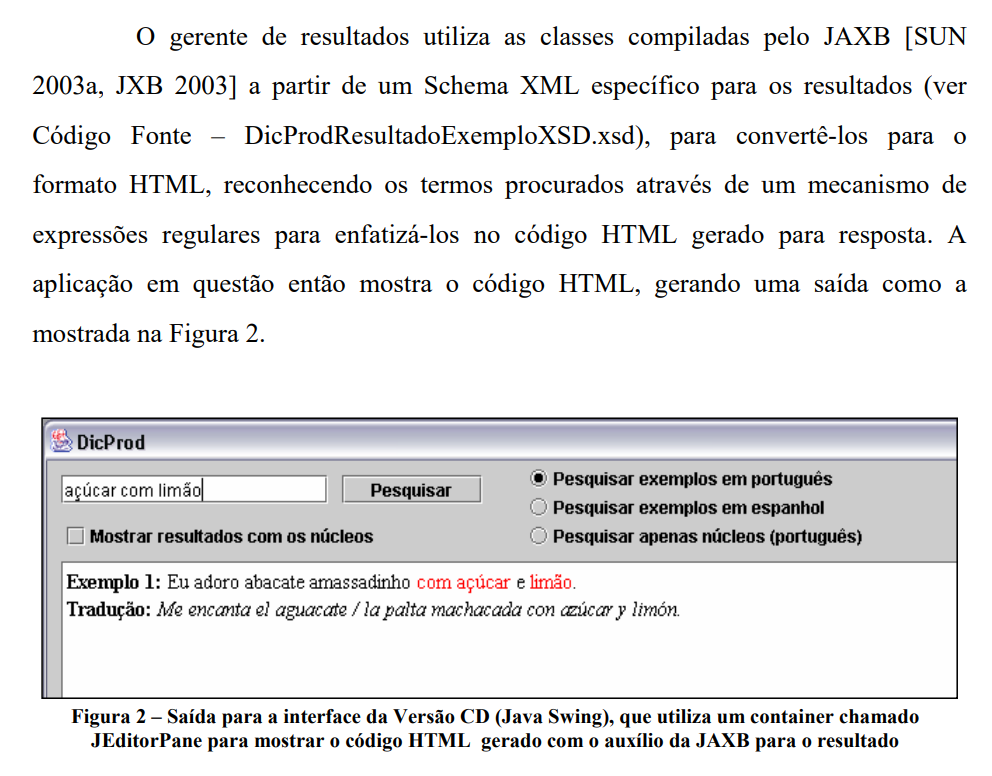 O gerente de resultados utiliza as classes compiladas pelo JAXB [SUN
2003a, JXB 2003] a partir de um Schema XML específico para os resultados (ver
Código Fonte – DicProdResultadoExemploXSD.xsd), para convertê-los para o
formato HTML, reconhecendo os termos procurados através de um mecanismo de
expressões regulares para enfatizá-los no código HTML gerado para resposta. A
aplicação em questão então mostra o código HTML, gerando uma saída como a
mostrada na Figura 2.
DicProd
açúcar com limão
Pesquisar
Mostrar resultados com os núcleos
Pesquisar exemplos em português
Pesquisar exemplos em espanhol
Pesquisar apenas núcleos (português)
Exemplo 1: Eu adoro abacate amassadinho com açúcar e limão.
Tradução: Me encanta el aguacate / la palta machacada con azúcar y limón.
Figura 2 – Saída para a interface da Versão CD (Java Swing), que utiliza um container chamado
JEditorPane para mostrar o código HTML gerado com o auxílio da JAXB para o resultado